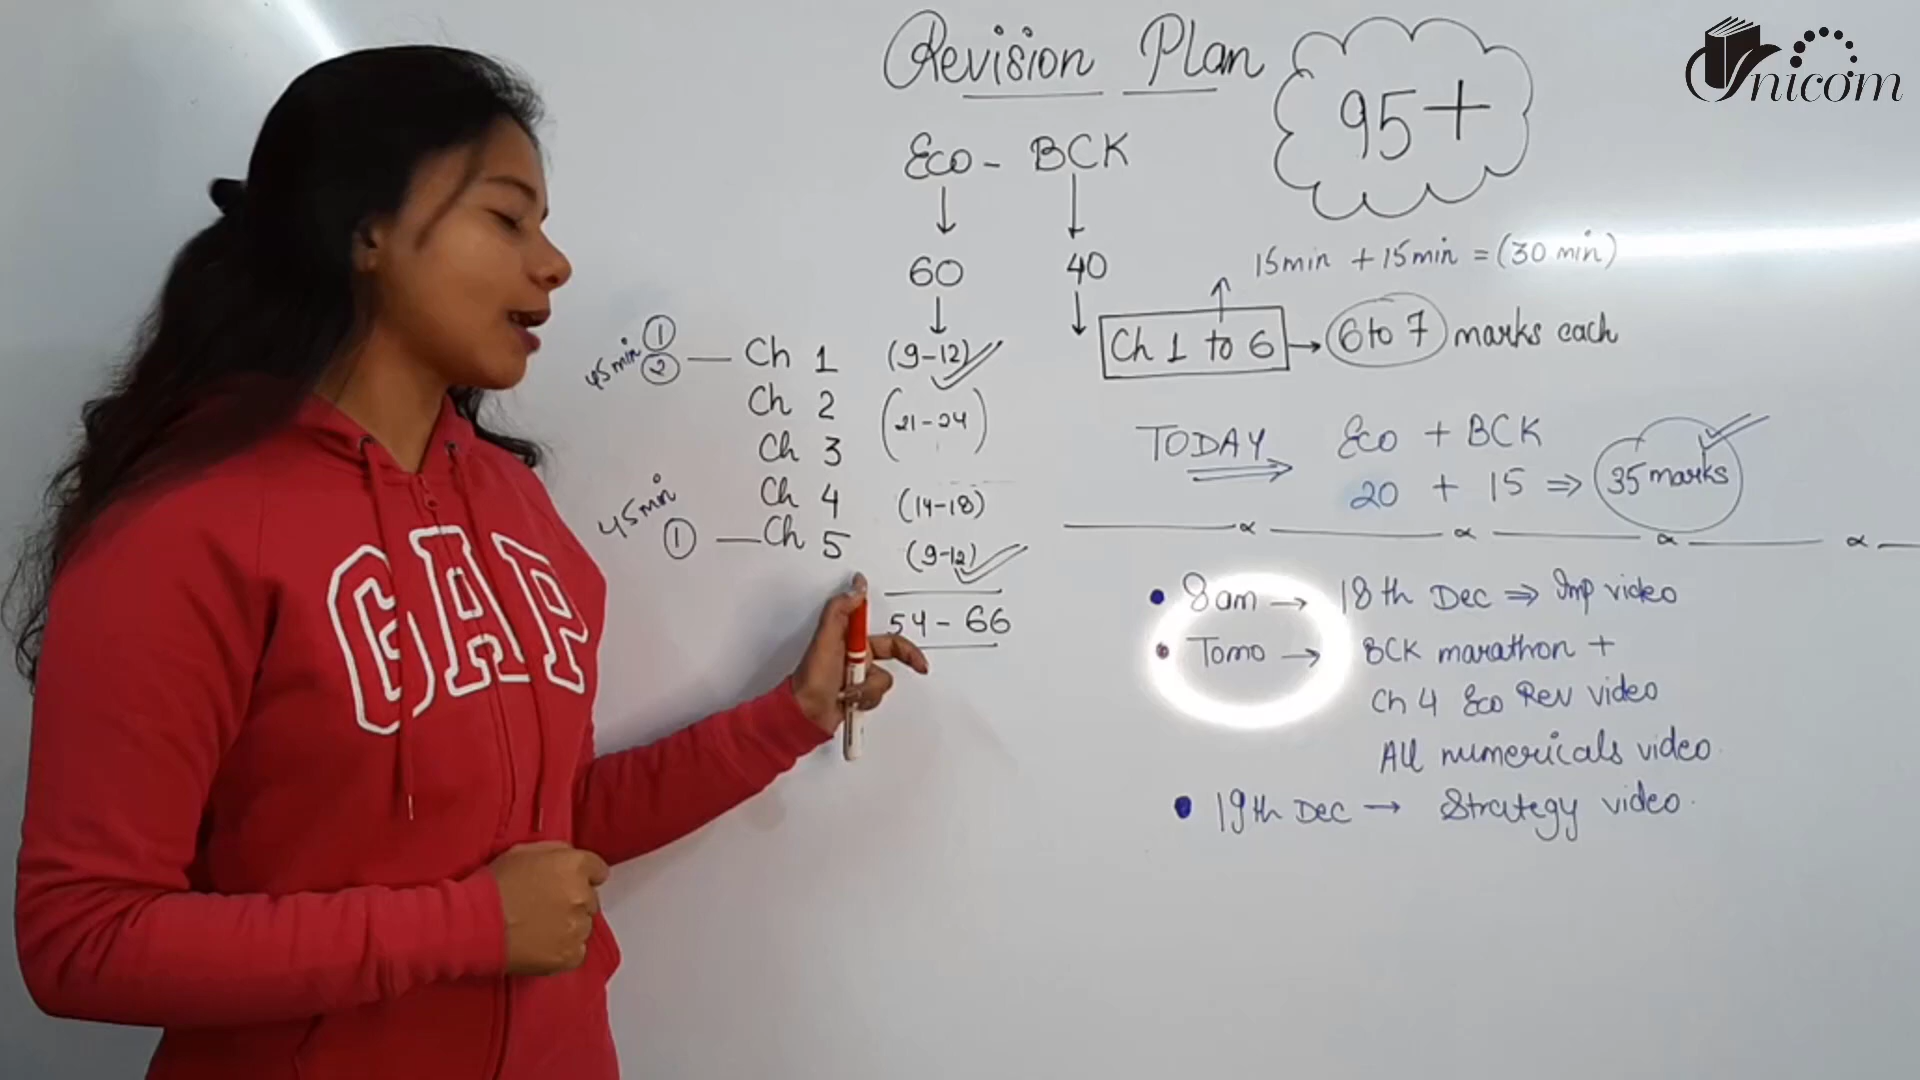 Unicom
Revision Plan
95+
Eco - BCK
60 40
15min + 15min = (30 min)
Ch 1 to 6 → 6 to 7 marks each
45min 1 2 — Ch 1 (9-12)
Ch 2
Ch 3 (21-24)
Ch 4 (14-18)
45min 1 — Ch 5 (9-12)
54 - 66
TODAY Eco + BCK
20 + 15 ⇒ 35 marks
• 8am → 18th Dec ⇒ Imp video
• Tomo → BCK marathon +
Ch 4 Eco Rev video
All numericals video
• 19th Dec → Strategy video.
GAP